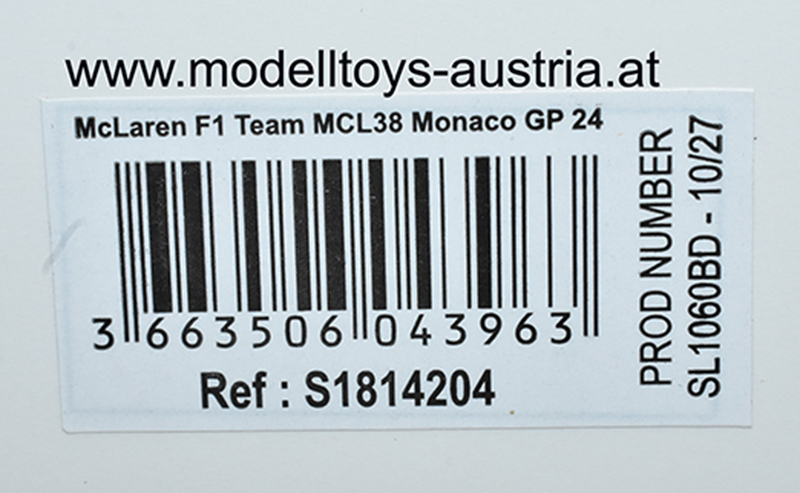 www.modelltoys-austria.at
McLaren F1 Team MCL38 Monaco GP 24
3 663506 043963
Ref : S1814204
PROD NUMBER
SL1060BD - 10/27